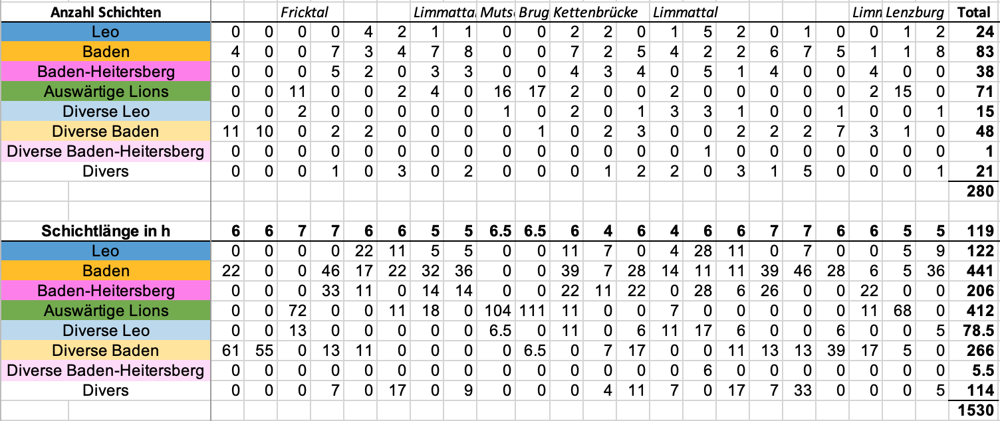 Anzahl Schichten Fricktal Limmatta Muts Brug Kettenbrücke Limmattal Limm Lenzburg Total
Leo 0 0 0 0 4 2 1 1 0 0 2 2 0 1 5 2 0 1 0 0 1 2 24
Baden 4 0 0 7 3 4 7 8 0 0 7 2 5 4 2 2 6 7 5 1 1 8 83
Baden-Heitersberg 0 0 0 5 2 0 3 3 0 0 4 3 4 0 5 1 4 0 0 4 0 0 38
Auswärtige Lions 0 0 11 0 0 2 4 0 16 17 2 0 0 2 0 0 0 0 0 2 15 0 71
Diverse Leo 0 0 2 0 0 0 0 0 1 0 2 0 1 3 3 1 0 0 1 0 0 1 15
Diverse Baden 11 10 0 2 2 0 0 0 0 1 0 2 3 0 0 2 2 2 7 3 1 0 48
Diverse Baden-Heitersberg 0 0 0 0 0 0 0 0 0 0 0 0 0 0 1 0 0 0 0 0 0 0 1
Divers 0 0 0 1 0 3 0 2 0 0 0 1 2 2 0 3 1 5 0 0 0 1 21
280
Schichtlänge in h 6 6 7 7 6 6 5 5 6.5 6.5 6 4 6 4 6 6 7 7 6 6 5 5 119
Leo 0 0 0 0 22 11 5 5 0 0 11 7 0 4 28 11 0 7 0 0 5 9 122
Baden 22 0 0 46 17 22 32 36 0 0 39 7 28 14 11 11 39 46 28 6 5 36 441
Baden-Heitersberg 0 0 0 33 11 0 14 14 0 0 22 11 22 0 28 6 26 0 0 22 0 0 206
Auswärtige Lions 0 0 72 0 0 11 18 0 104 111 11 0 0 7 0 0 0 0 0 11 68 0 412
Diverse Leo 0 0 13 0 0 0 0 0 6.5 0 11 0 6 11 17 6 0 0 6 0 0 5 78.5
Diverse Baden 61 55 0 13 11 0 0 0 0 6.5 0 7 17 0 0 11 13 13 39 17 5 0 266
Diverse Baden-Heitersberg 0 0 0 0 0 0 0 0 0 0 0 0 0 0 6 0 0 0 0 0 0 0 5.5
Divers 0 0 0 7 0 17 0 9 0 0 0 4 11 7 0 17 7 33 0 0 0 5 114
1530